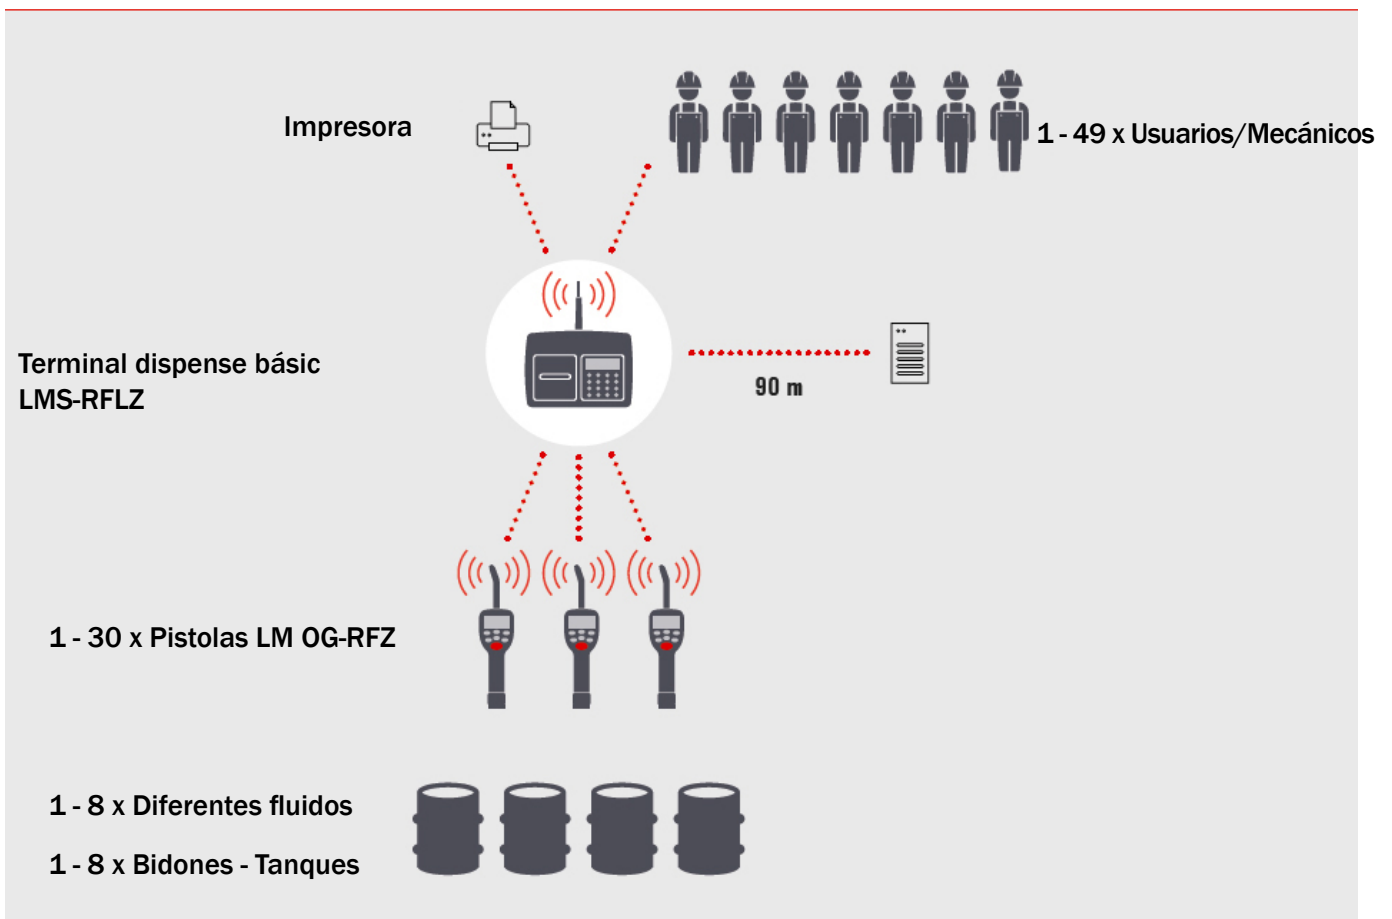 Impresora
1 - 49 x Usuarios/Mecánicos
Terminal dispense básic
LMS-RFLZ
90 m
1 - 30 x Pistolas LM OG-RFZ
1 - 8 x Diferentes fluidos
1 - 8 x Bidones - Tanques